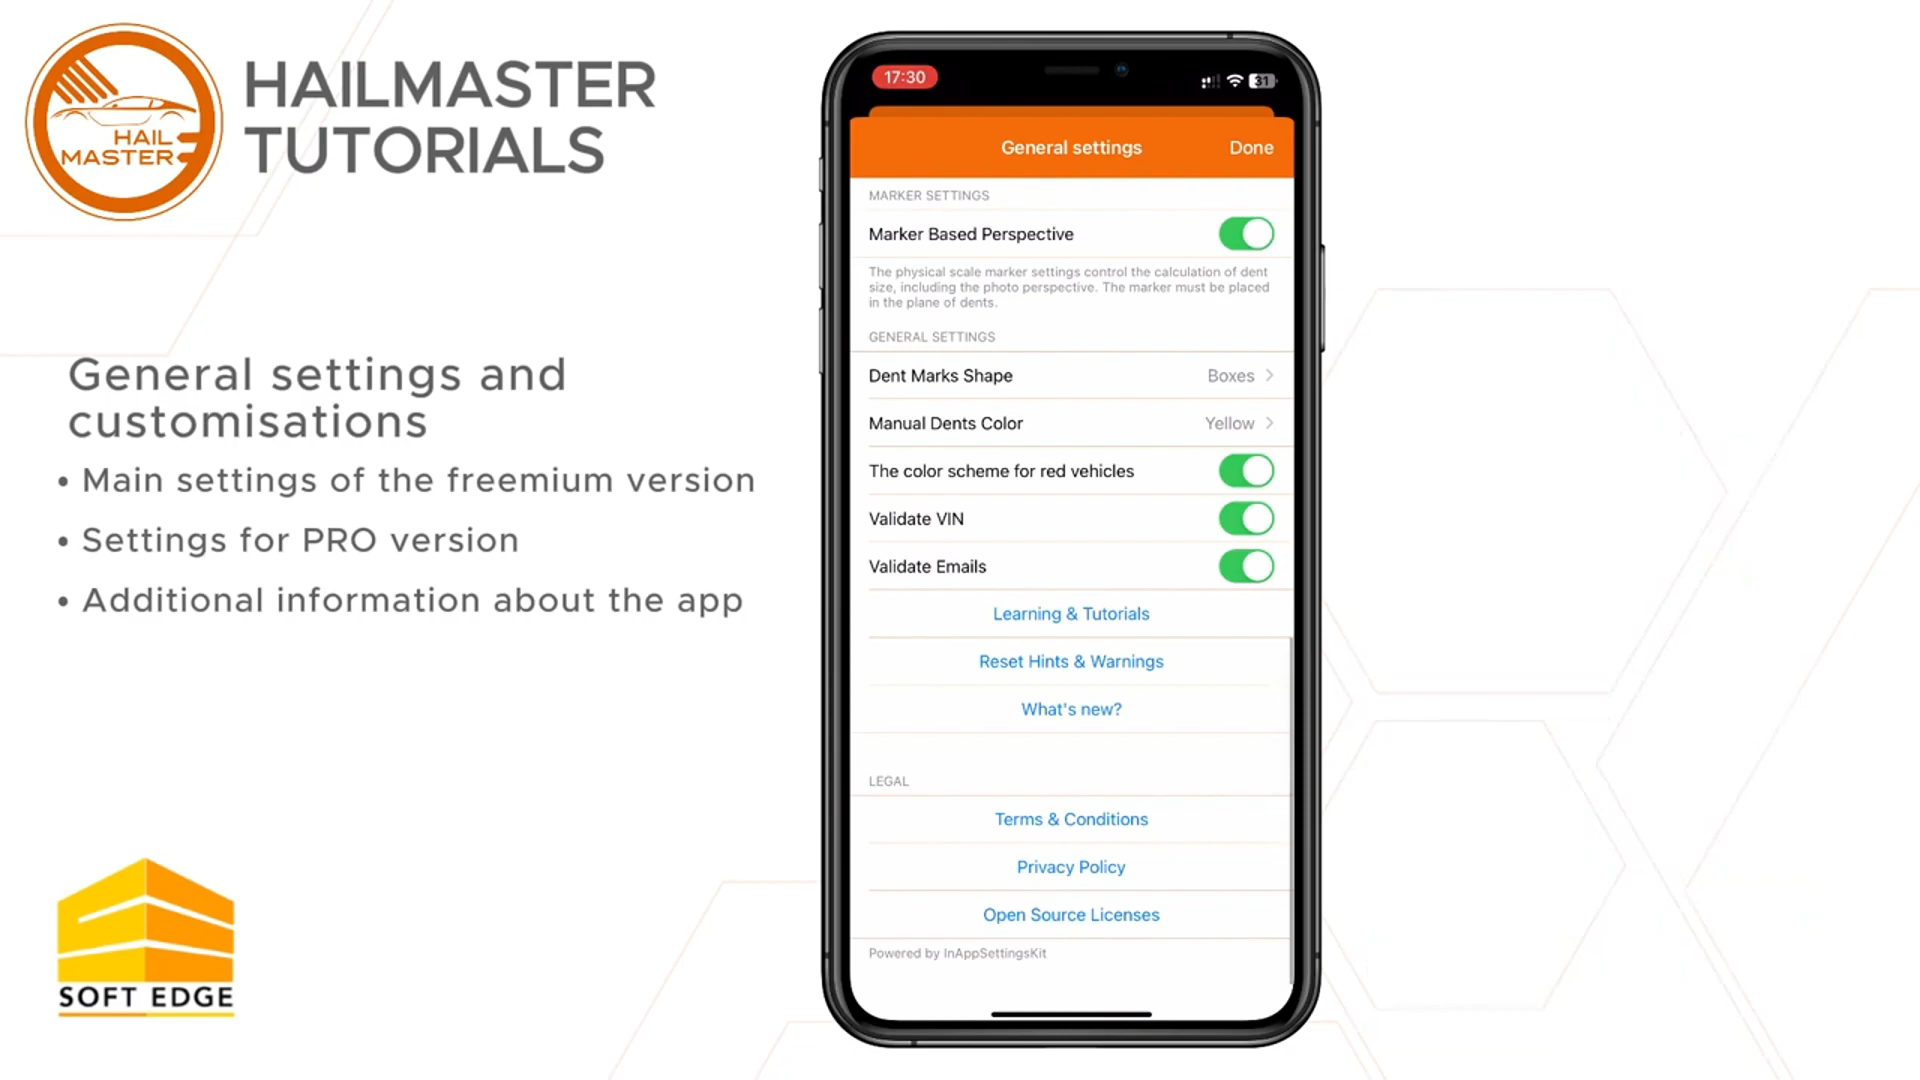 HAIL
MASTER
HAILMASTER
TUTORIALS
General settings and
customisations
• Main settings of the freemium version
• Settings for PRO version
• Additional information about the app
SOFT EDGE
17:30
31
General settings
Done
MARKER SETTINGS
Marker Based Perspective
The physical scale marker settings control the calculation of dent
size, including the photo perspective. The marker must be placed
in the plane of dents.
GENERAL SETTINGS
Dent Marks Shape Boxes
Manual Dents Color Yellow
The color scheme for red vehicles
Validate VIN
Validate Emails
Learning & Tutorials
Reset Hints & Warnings
What's new?
LEGAL
Terms & Conditions
Privacy Policy
Open Source Licenses
Powered by InAppSettingsKit